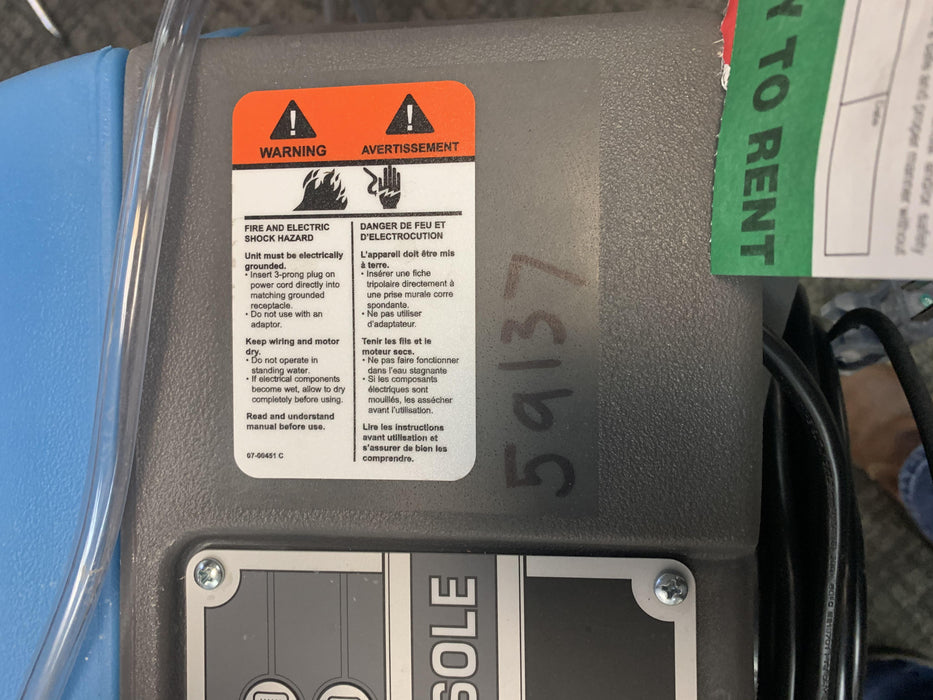 WARNING
FIRE AND ELECTRIC
SHOCK HAZARD
Unit must be electrically
grounded.
• Insert 3-prong plug on
power cord directly into
matching grounded
receptacle.
• Do not use with an
adaptor.
Keep wiring and motor
dry.
• Do not operate in
standing water.
• If electrical components
become wet, allow to dry
completely before using.
Read and understand
manual before use.
07-00451 C
AVERTISSEMENT
DANGER DE FEU ET
D'ELECTROCUTION
L'appareil doit être mis
à terre.
• Insérer une fiche
tripolaire directement à
une prise murale corre
spondante.
• Ne pas utiliser
d'adaptateur.
Tenir les fils et le
moteur secs.
• Ne pas faire fonctionner
dans l'eau stagnante
• Si les composants
électriques sont
mouillés, les assécher
avant l'utilisation.
Lire les instructions
avant utilisation et
s'assurer de bien les
comprendre.
59137
TO RENT
Date
and proper manner without
safety
SOLE